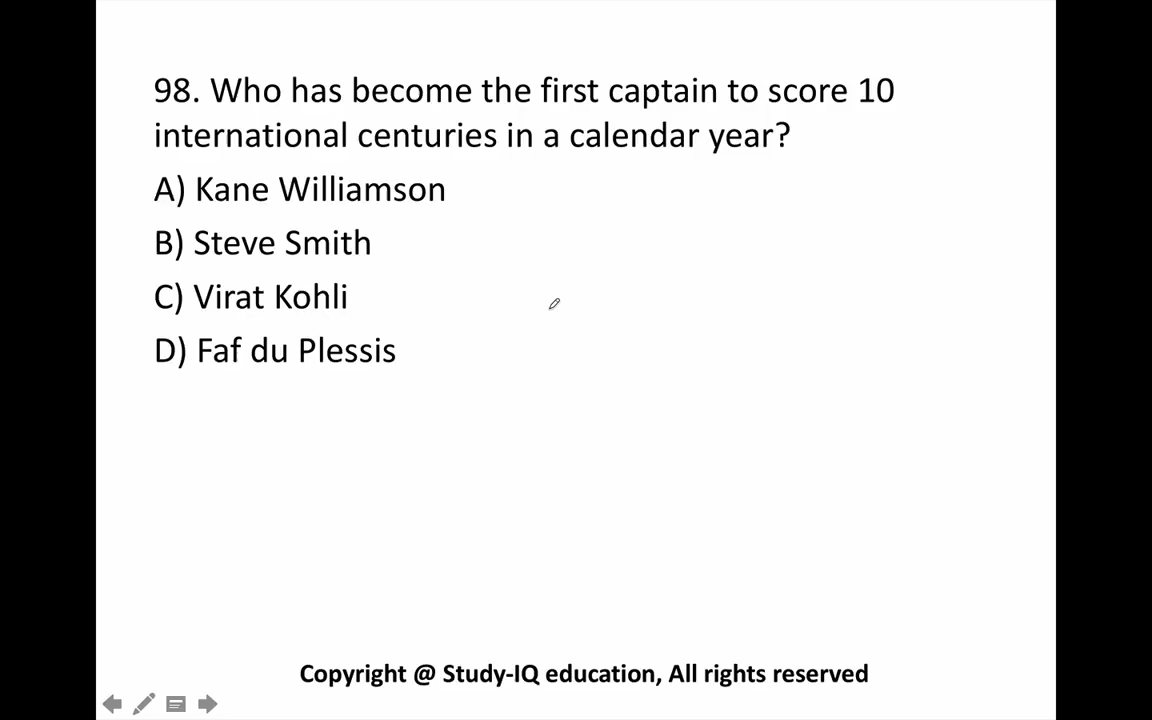 98. Who has become the first captain to score 10
international centuries in a calendar year?
A) Kane Williamson
B) Steve Smith
C) Virat Kohli
D) Faf du Plessis
Copyright @ Study-IQ education, All rights reserved